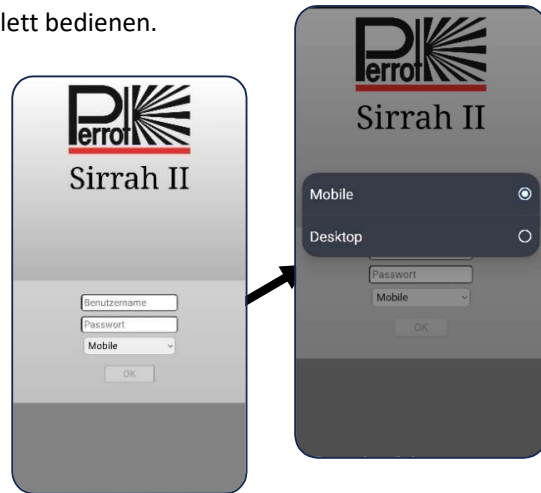 lett bedienen.
Perrot
Sirrah II
Benutzername
Passwort
Mobile
OK
Perrot
Sirrah II
Mobile
Desktop
Passwort
Mobile
OK